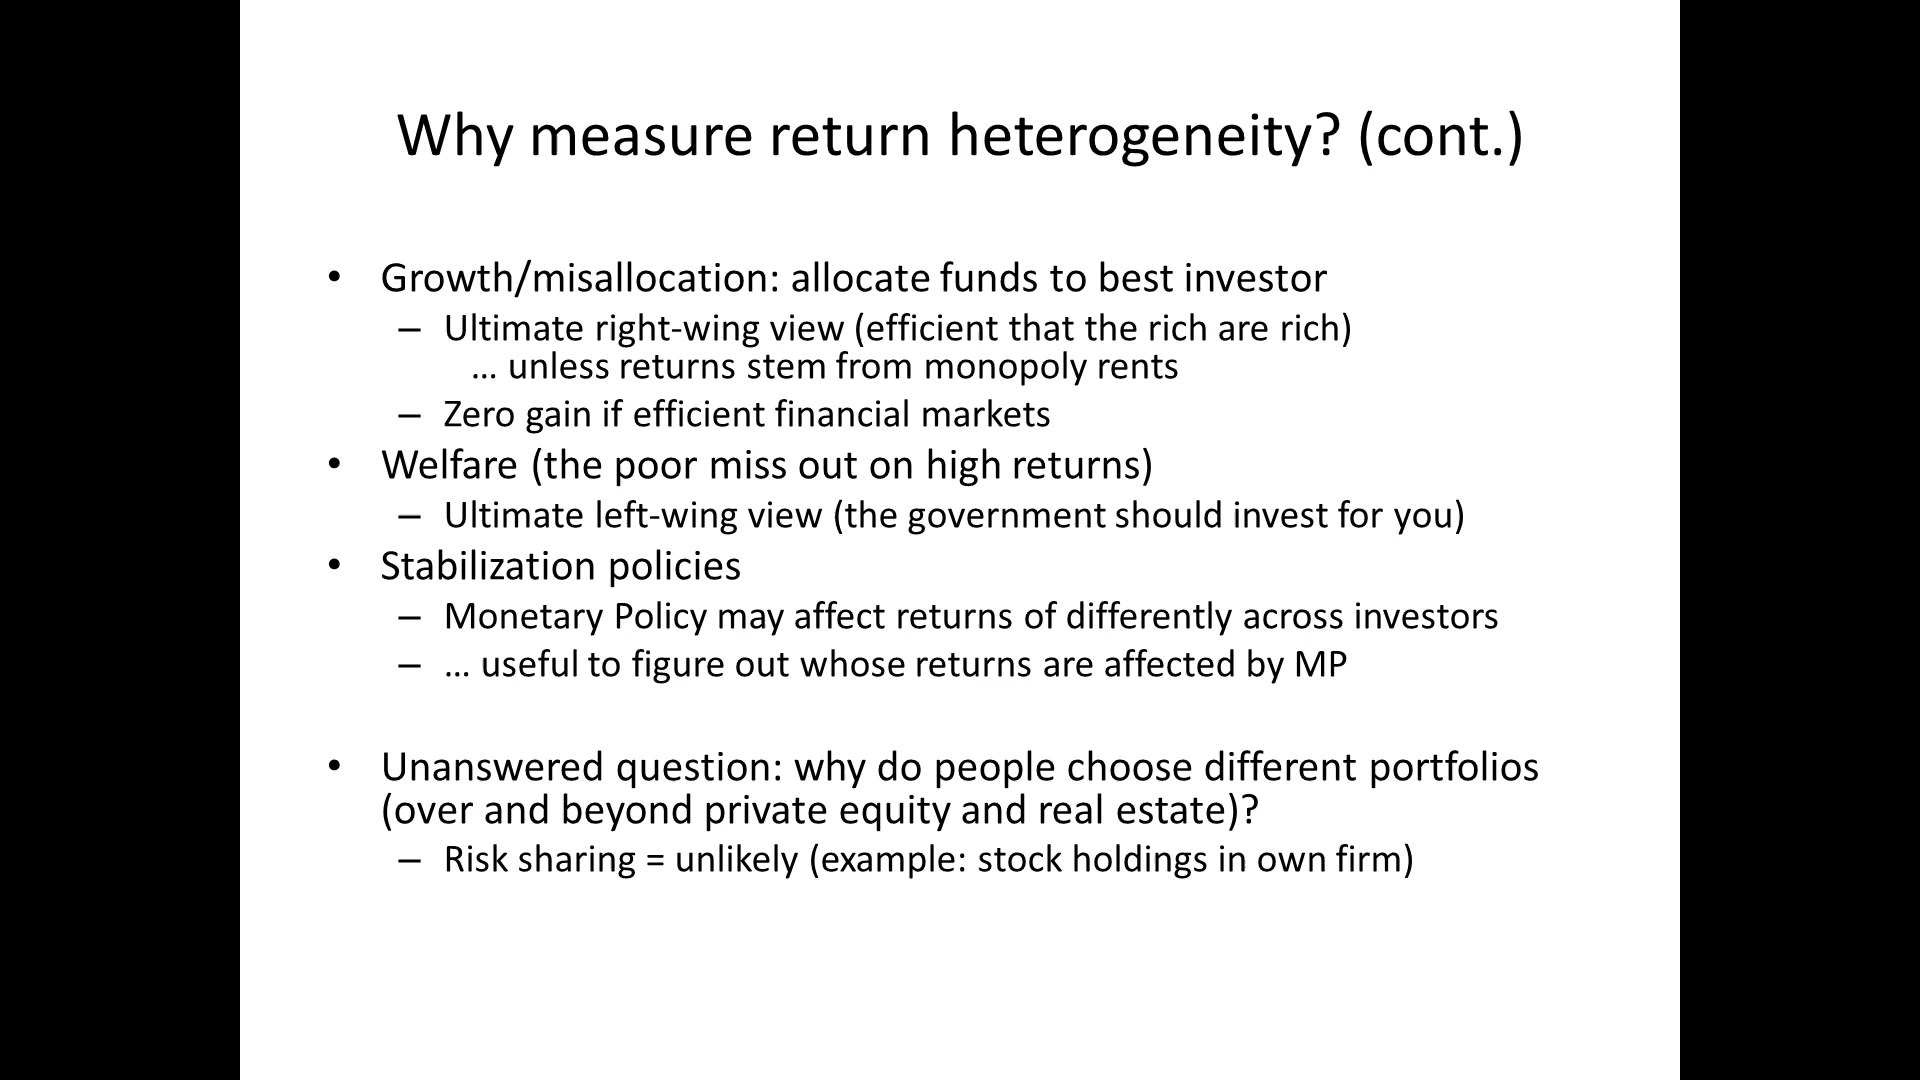 Why measure return heterogeneity? (cont.)
• Growth/misallocation: allocate funds to best investor
– Ultimate right-wing view (efficient that the rich are rich)
... unless returns stem from monopoly rents
– Zero gain if efficient financial markets
• Welfare (the poor miss out on high returns)
– Ultimate left-wing view (the government should invest for you)
• Stabilization policies
– Monetary Policy may affect returns of differently across investors
– ... useful to figure out whose returns are affected by MP
• Unanswered question: why do people choose different portfolios
(over and beyond private equity and real estate)?
– Risk sharing = unlikely (example: stock holdings in own firm)